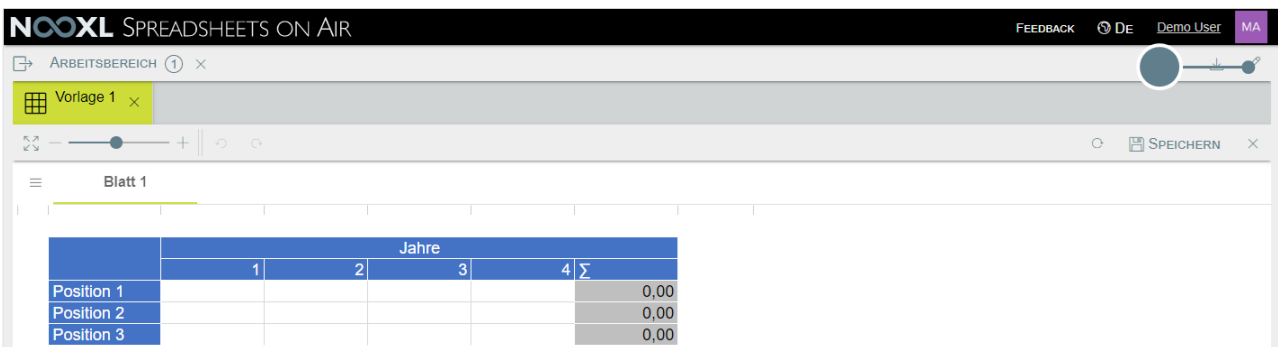 NOOXL SPREADSHEETS ON AIR FEEDBACK DE Demo User MA
ARBEITSBEREICH 1
Vorlage 1
SPEICHERN
Blatt 1
Jahre
1 2 3 4 ∑
Position 1 0,00
Position 2 0,00
Position 3 0,00